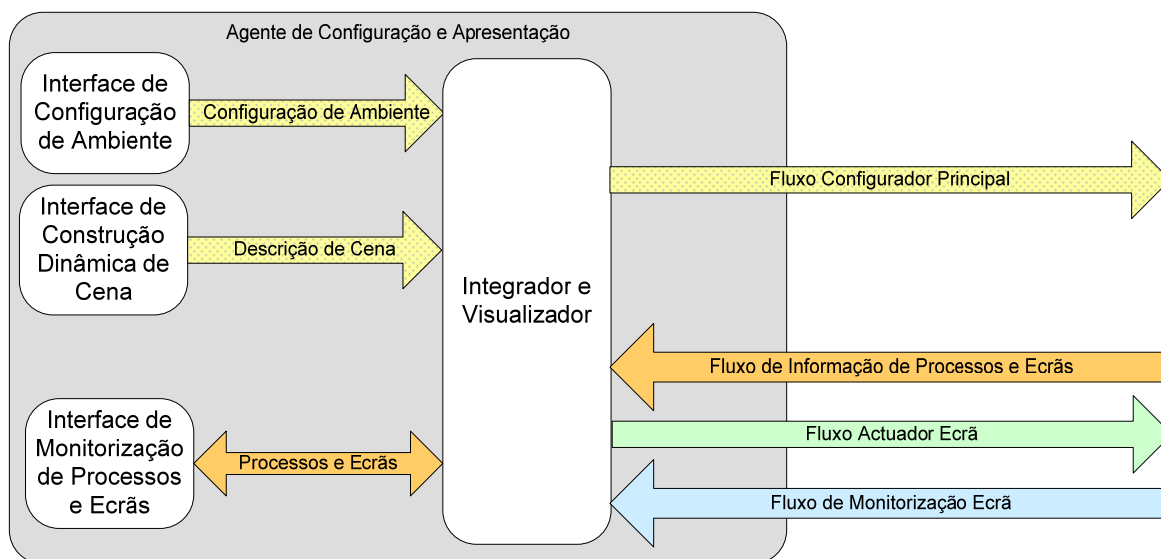 Agente de Configuração e Apresentação
Interface de
Configuração
de Ambiente
Configuração de Ambiente
Fluxo Configurador Principal
Interface de
Construção
Dinâmica de
Cena
Descrição de Cena
Integrador e
Visualizador
Fluxo de Informação de Processos e Ecrãs
Interface de
Monitorização
de Processos
e Ecrãs
Processos e Ecrãs
Fluxo Actuador Ecrã
Fluxo de Monitorização Ecrã